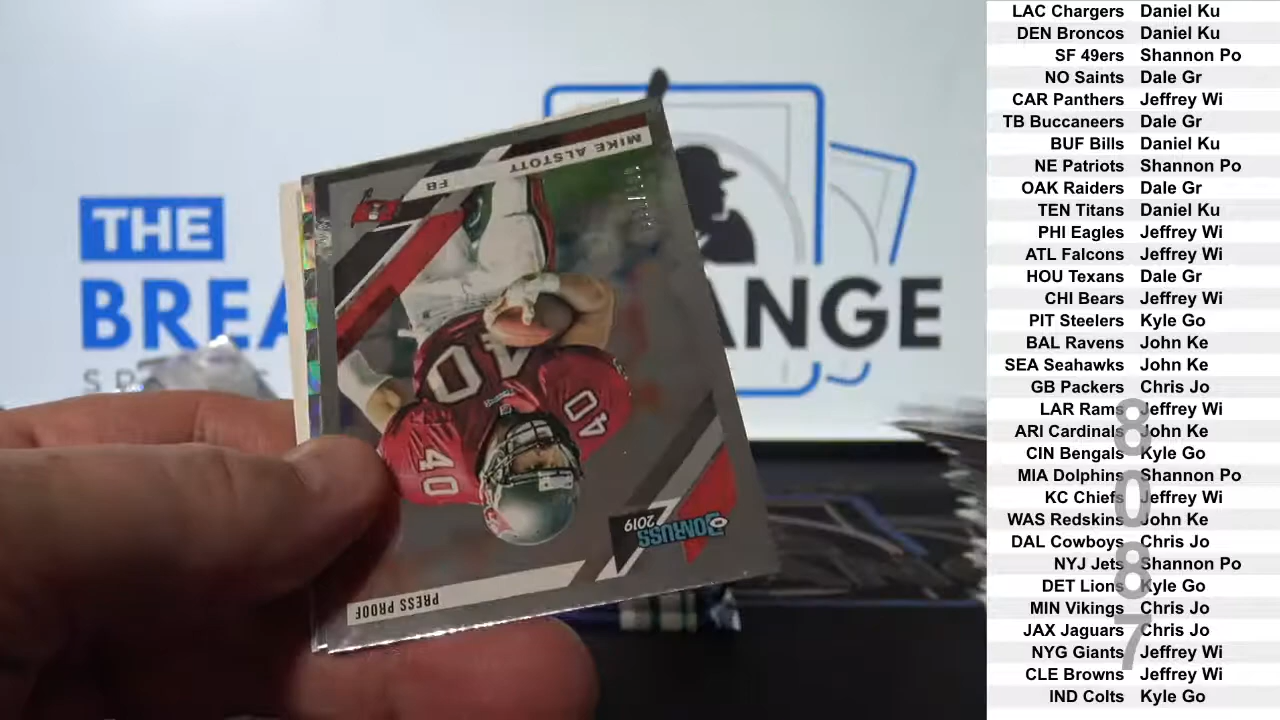 THE
BREA ANGE
SP
MIKE ALSTOTT
FB
40
40
40
2019
DONRUSS
PRESS PROOF
LAC Chargers Daniel Ku
DEN Broncos Daniel Ku
SF 49ers Shannon Po
NO Saints Dale Gr
CAR Panthers Jeffrey Wi
TB Buccaneers Dale Gr
BUF Bills Daniel Ku
NE Patriots Shannon Po
OAK Raiders Dale Gr
TEN Titans Daniel Ku
PHI Eagles Jeffrey Wi
ATL Falcons Jeffrey Wi
HOU Texans Dale Gr
CHI Bears Jeffrey Wi
PIT Steelers Kyle Go
BAL Ravens John Ke
SEA Seahawks John Ke
GB Packers Chris Jo
LAR Rams Jeffrey Wi
ARI Cardinals John Ke
CIN Bengals Kyle Go
MIA Dolphins Shannon Po
KC Chiefs Jeffrey Wi
WAS Redskins John Ke
DAL Cowboys Chris Jo
NYJ Jets Shannon Po
DET Lions Kyle Go
MIN Vikings Chris Jo
JAX Jaguars Chris Jo
NYG Giants Jeffrey Wi
CLE Browns Jeffrey Wi
IND Colts Kyle Go
8087